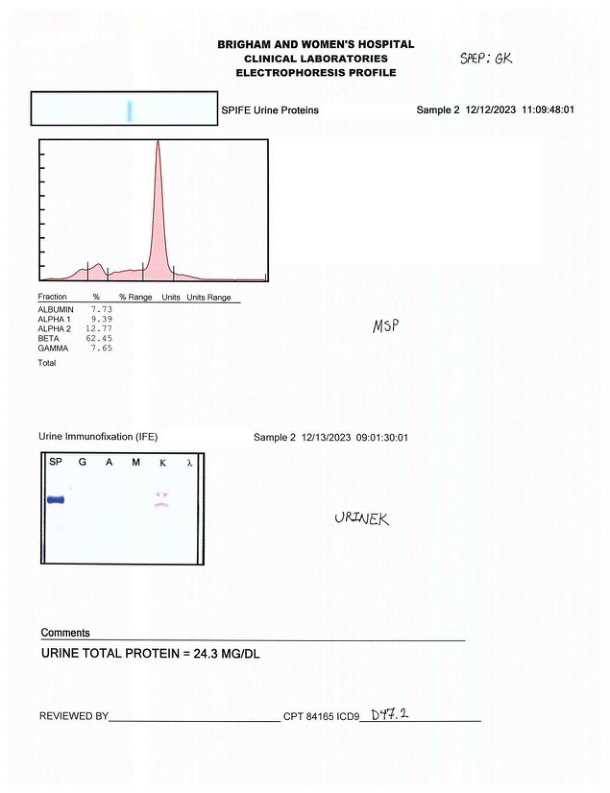 BRIGHAM AND WOMEN'S HOSPITAL
CLINICAL LABORATORIES
ELECTROPHORESIS PROFILE
SPEP: GK
SPIFE Urine Proteins Sample 2 12/12/2023 11:09:48:01
Fraction % % Range Units Units Range
ALBUMIN 7.73
ALPHA 1 9.39
ALPHA 2 12.77
BETA 62.45
GAMMA 7.65
Total
MSP
Urine Immunofixation (IFE) Sample 2 12/13/2023 09:01:30:01
SP G A M K λ
URINEK
Comments
URINE TOTAL PROTEIN = 24.3 MG/DL
REVIEWED BY CPT 84165 ICD9 D47.2